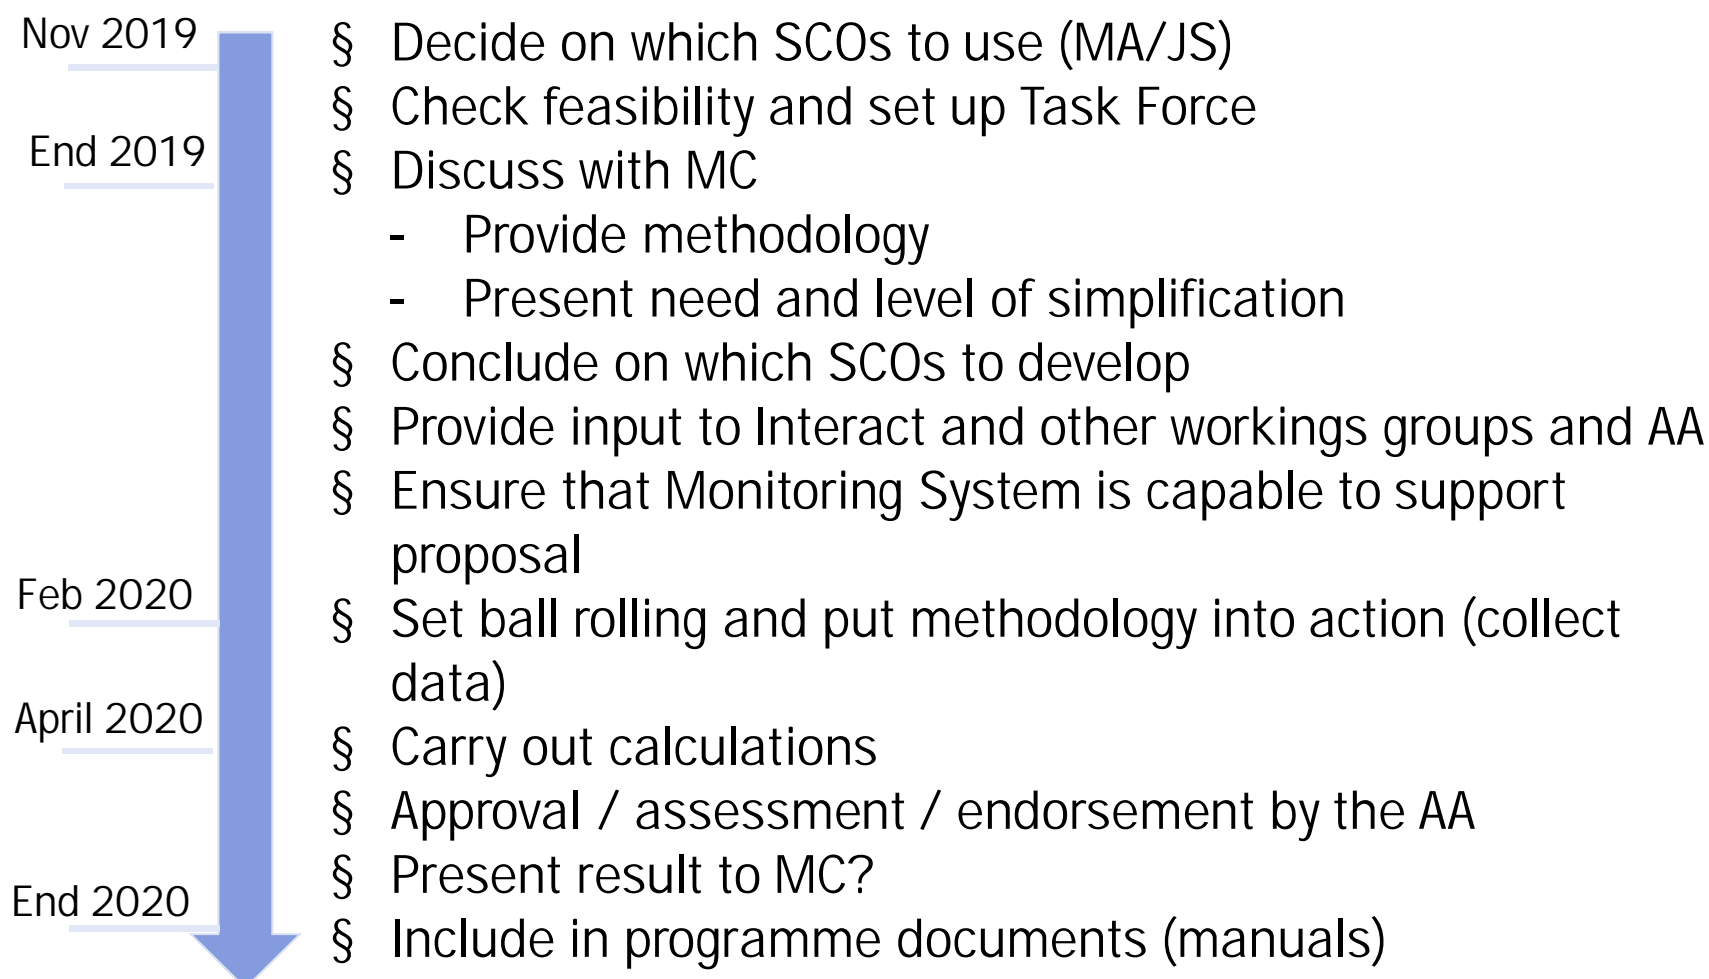 Nov 2019
§ Decide on which SCOs to use (MA/JS)
§ Check feasibility and set up Task Force
End 2019
§ Discuss with MC
- Provide methodology
- Present need and level of simplification
§ Conclude on which SCOs to develop
§ Provide input to Interact and other workings groups and AA
§ Ensure that Monitoring System is capable to support
proposal
Feb 2020
§ Set ball rolling and put methodology into action (collect
data)
April 2020
§ Carry out calculations
§ Approval / assessment / endorsement by the AA
§ Present result to MC?
End 2020
§ Include in programme documents (manuals)